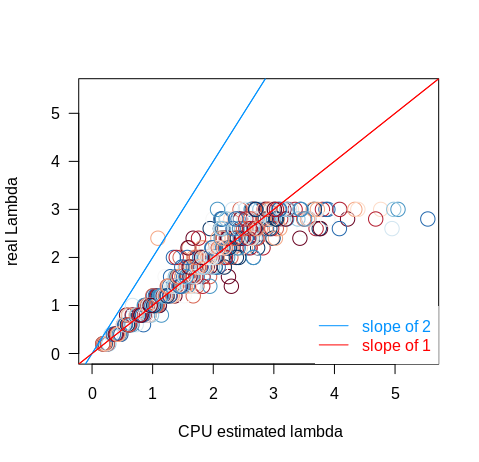 5
4
3
2
1
0
real Lambda
slope of 2
slope of 1
0 1 2 3 4 5
CPU estimated lambda